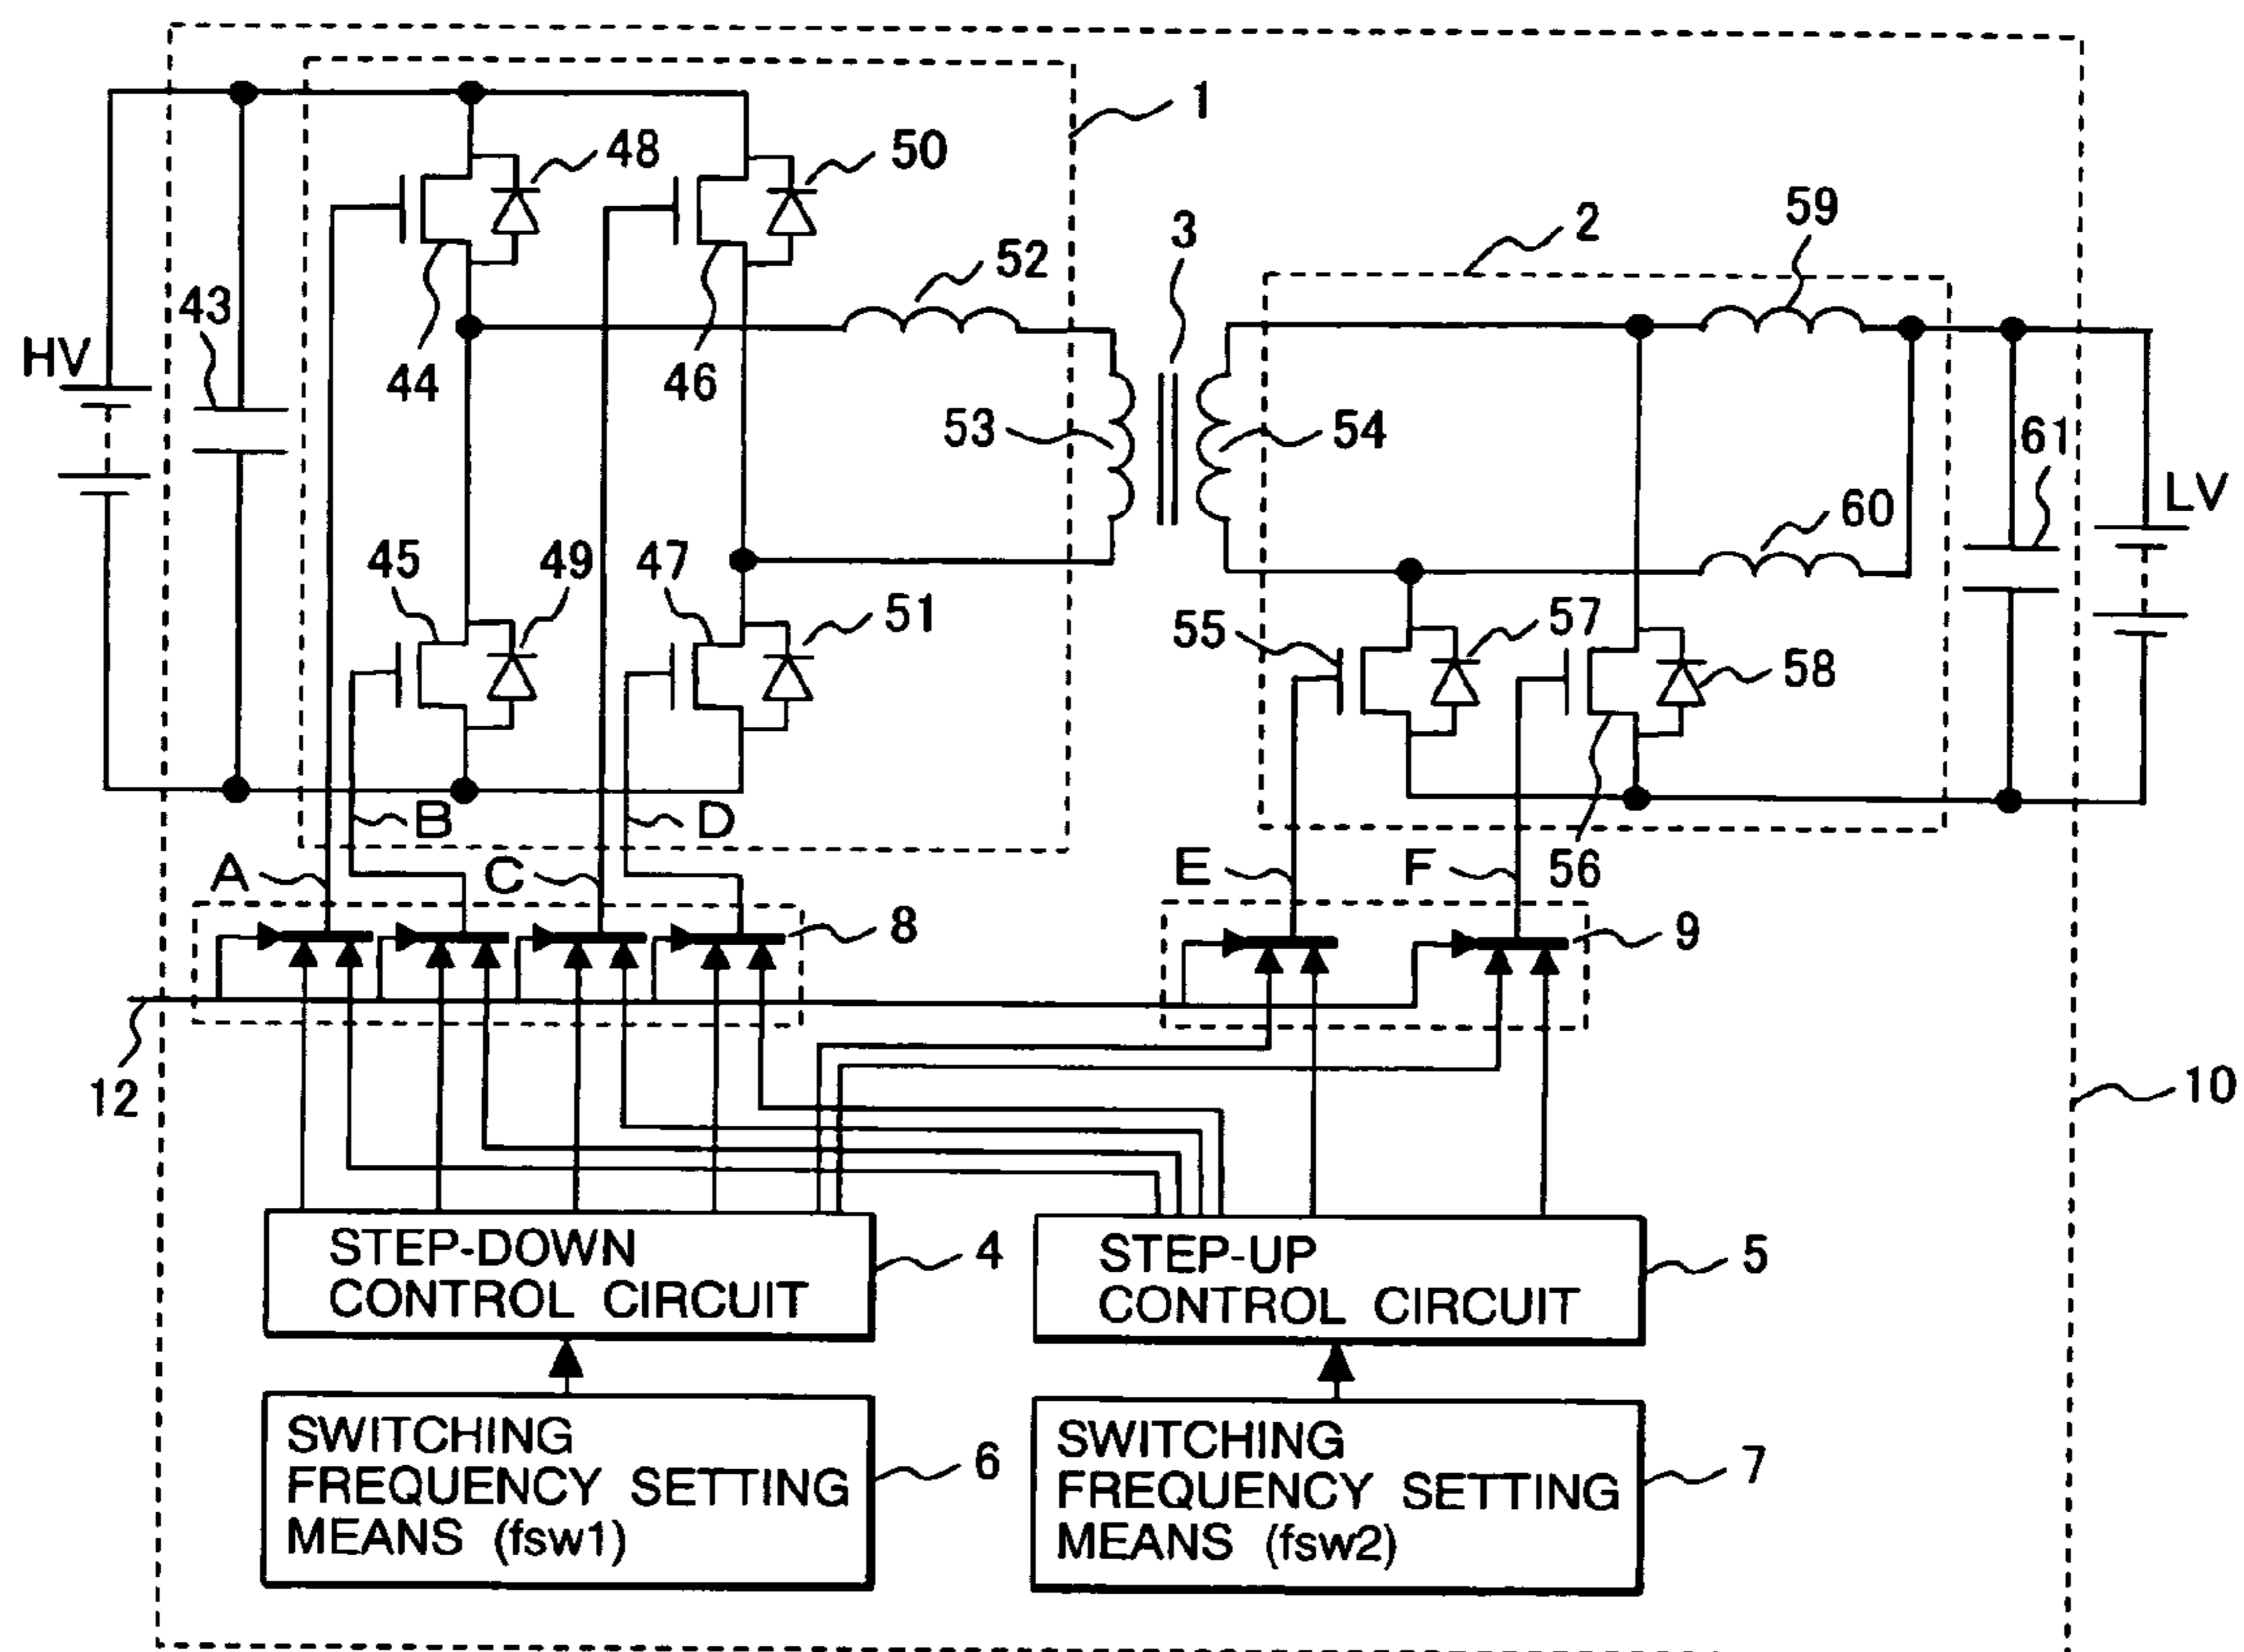 1
48
50
59
2
3
52
43
HV
44
46
53
54
61
LV
60
45
49
47
51
55
57
58
B
D
A
C
E
F
56
8
9
12
10
STEP-DOWN
CONTROL CIRCUIT
4
STEP-UP
CONTROL CIRCUIT
5
SWITCHING
FREQUENCY SETTING
MEANS (fsw1)
6
SWITCHING
FREQUENCY SETTING
MEANS (fsw2)
7